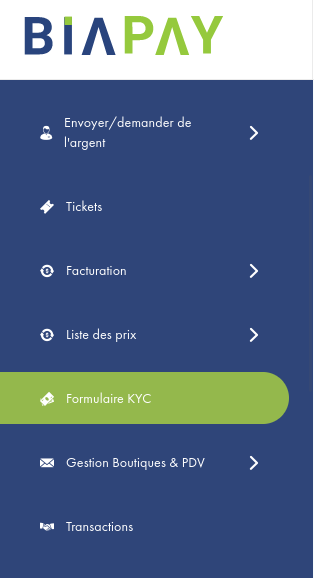 BIAPAY
Envoyer/demander de
l'argent
Tickets
Facturation
Liste des prix
Formulaire KYC
Gestion Boutiques & PDV
Transactions